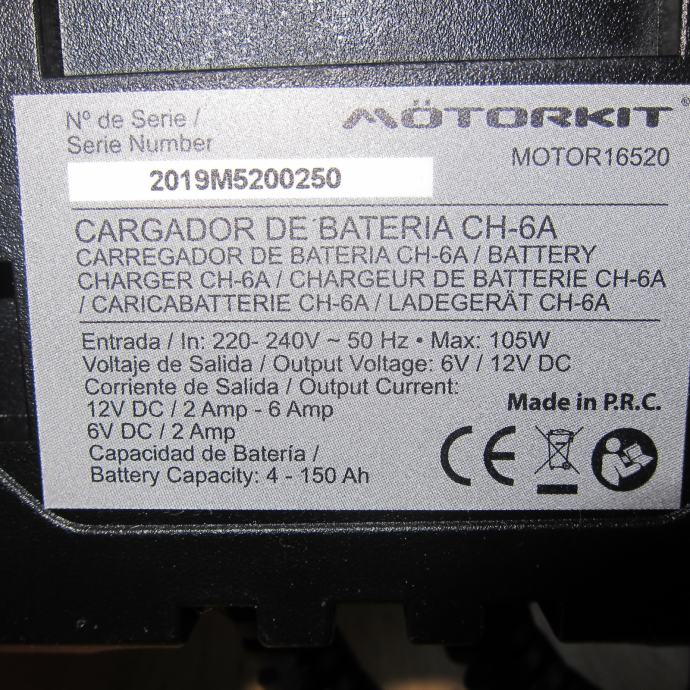 Nº de Serie /
Serie Number
2019M5200250
MÖTORKIT®
MOTOR16520
CARGADOR DE BATERIA CH-6A
CARREGADOR DE BATERIA CH-6A / BATTERY
CHARGER CH-6A / CHARGEUR DE BATTERIE CH-6A
/ CARICABATTERIE CH-6A / LADEGERÄT CH-6A
Entrada / In: 220- 240V ~ 50 Hz • Max: 105W
Voltaje de Salida / Output Voltage: 6V / 12V DC
Corriente de Salida / Output Current:
12V DC / 2 Amp - 6 Amp
6V DC / 2 Amp
Capacidad de Batería /
Battery Capacity: 4 - 150 Ah
Made in P.R.C.
CE